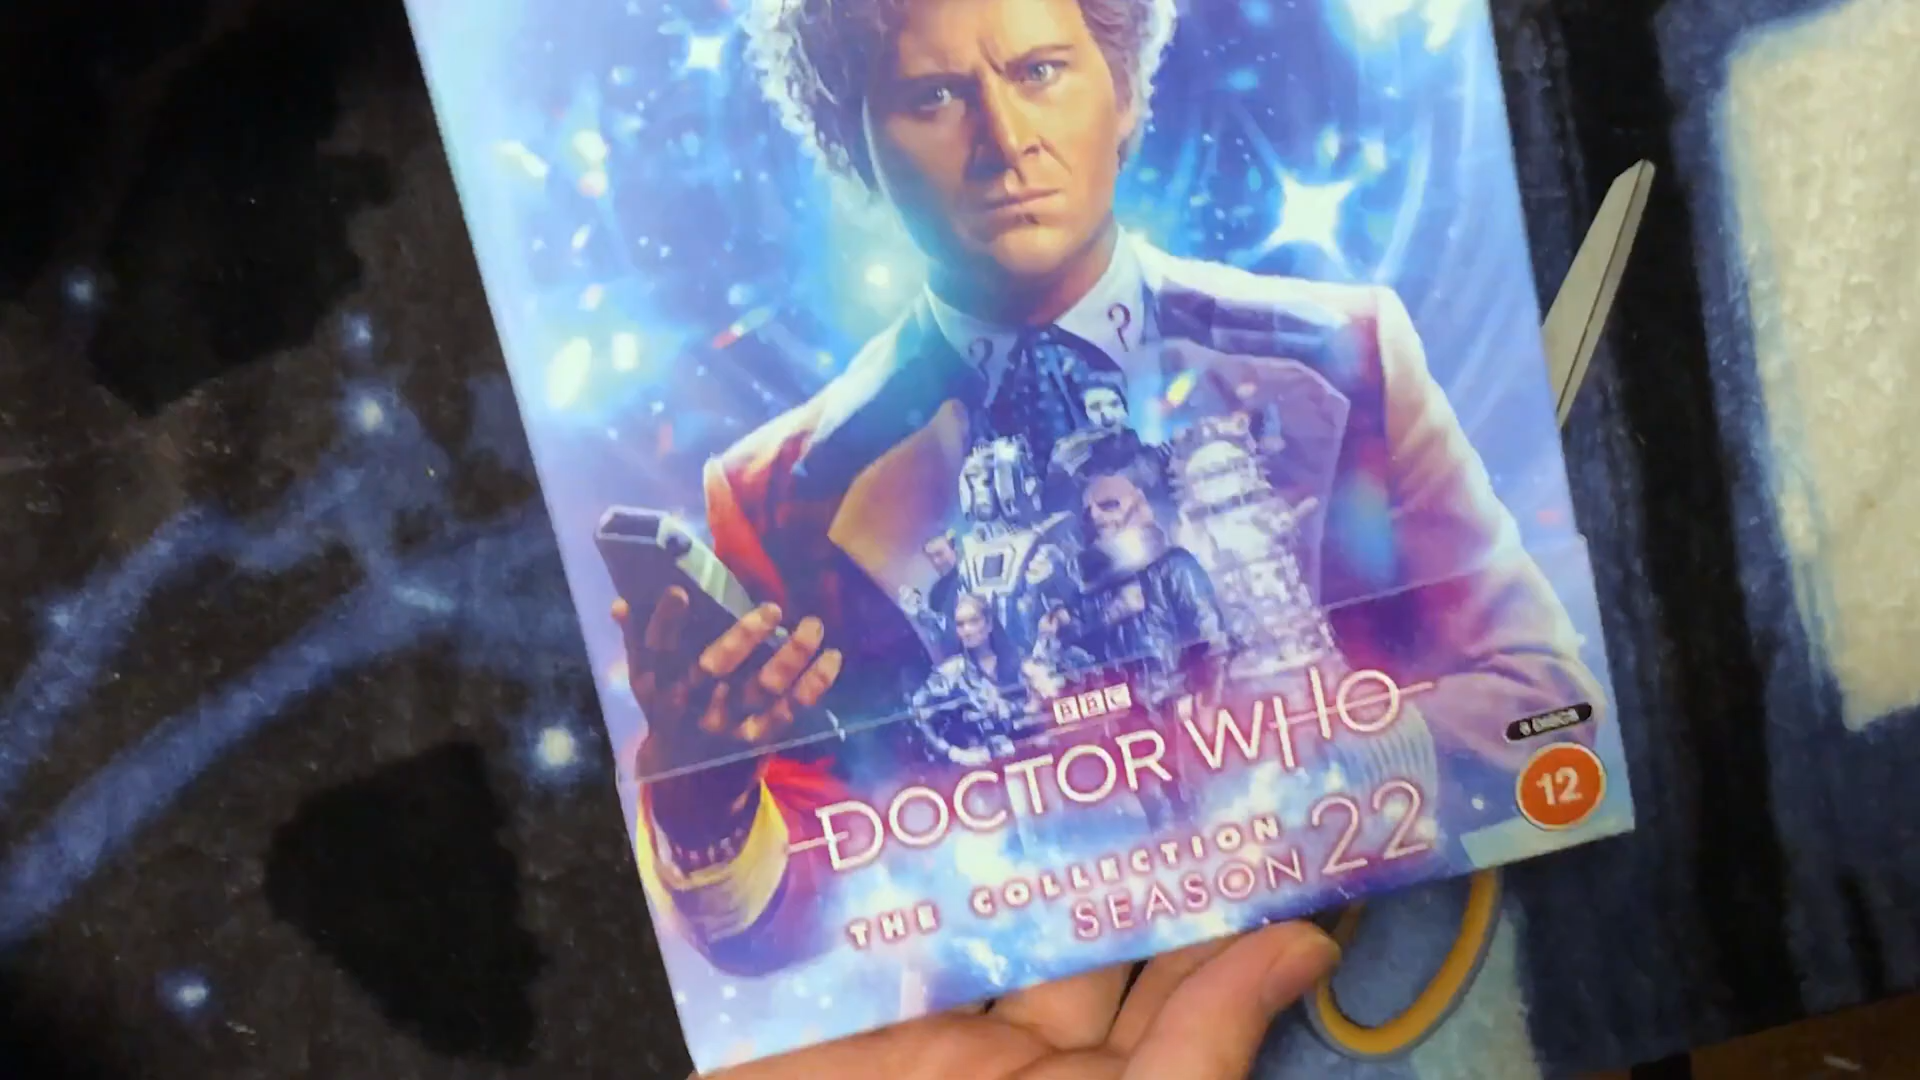 ? ?
BBC
DOCTOR WHO
THE COLLECTION
SEASON 22
12